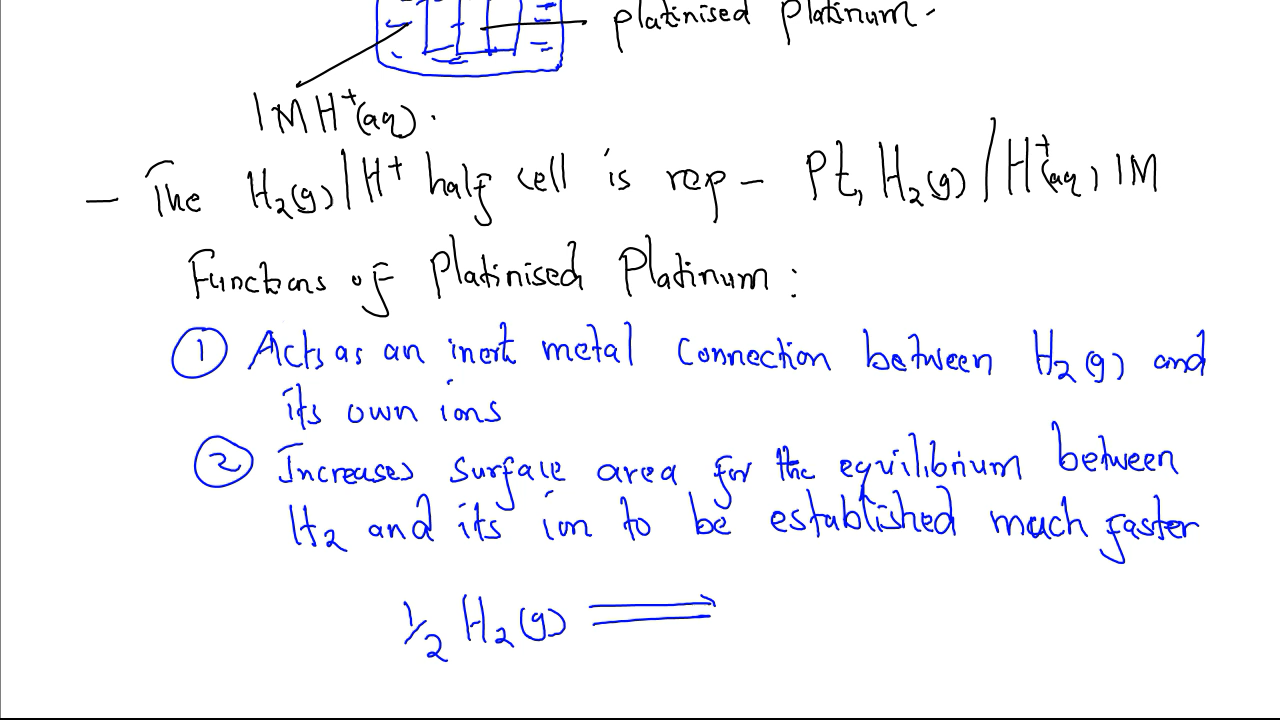 platinised platinum.
1M H⁺(aq).
- The H₂(g)/H⁺ half cell is rep - Pt, H₂(g)/H⁺(aq), 1M
Functions of Platinised Platinum:
① Acts as an inert metal connection between H₂(g) and
its own ions
② Increases surface area for the equilibrium between
H₂ and its ion to be established much faster
1/2 H₂(g) ⇌